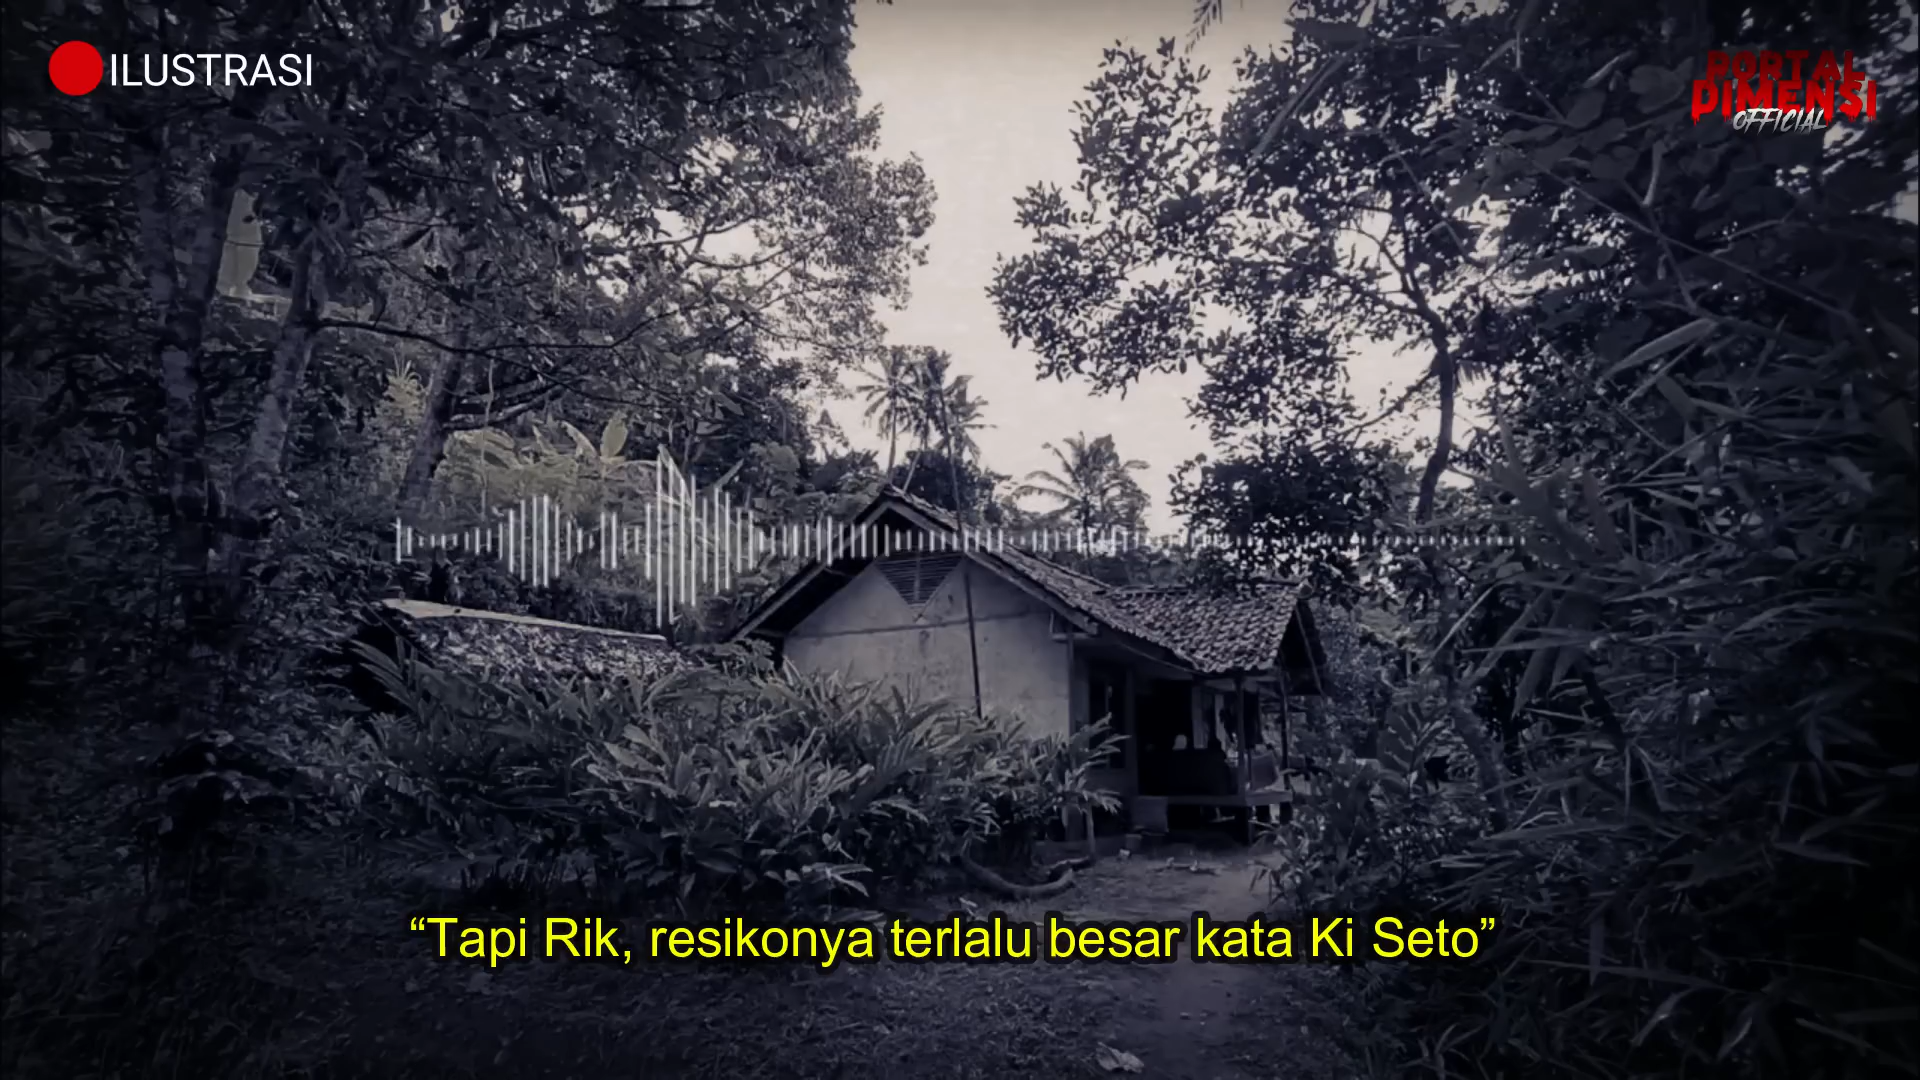 ILUSTRASI
PORTAL
DIMENSI
OFFICIAL
“Tapi Rik, resikonya terlalu besar kata Ki Seto”